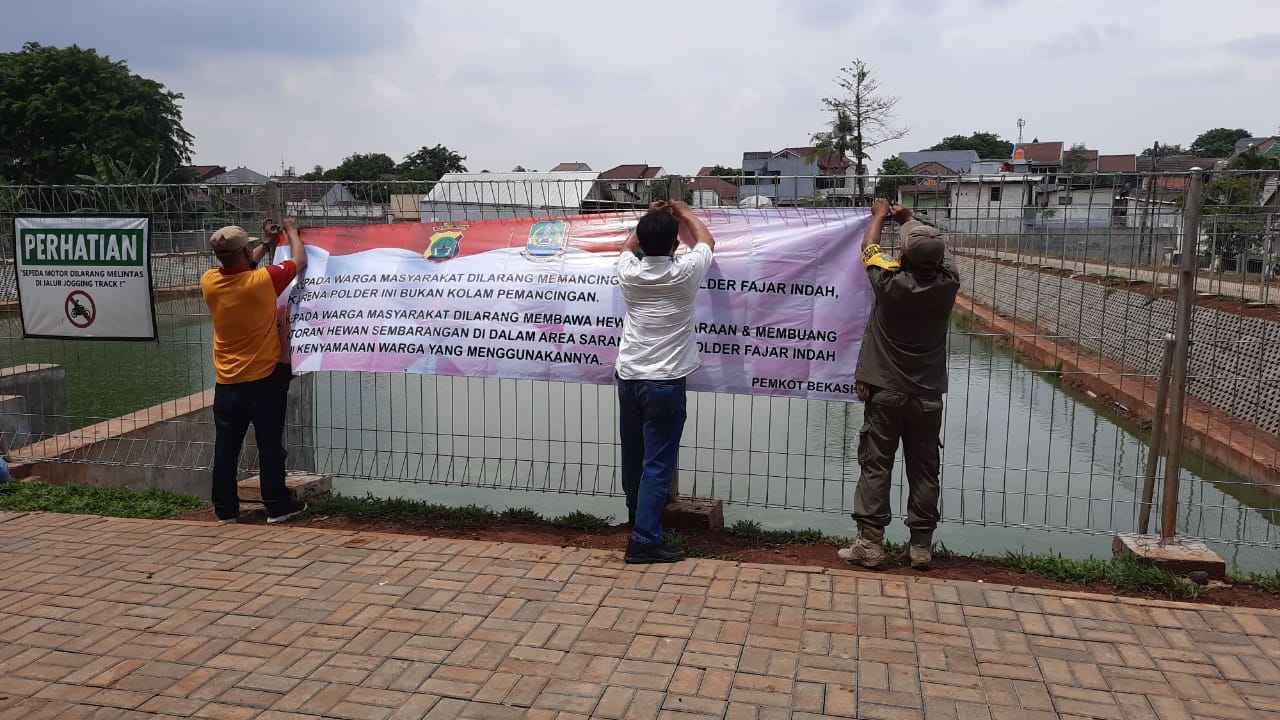 PERHATIAN
"SEPEDA MOTOR DILARANG MELINTAS
DI JALUR JOGGING TRACK !"
KEPADA WARGA MASYARAKAT DILARANG MEMANCING POLDER FAJAR INDAH,
KARENA POLDER INI BUKAN KOLAM PEMANCINGAN.
KEPADA WARGA MASYARAKAT DILARANG MEMBAWA HEW ARAAN & MEMBUANG
KOTORAN HEWAN SEMBARANGAN DI DALAM AREA SARAN POLDER FAJAR INDAH
KENYAMANAN WARGA YANG MENGGUNAKANNYA.
PEMKOT BEKASI